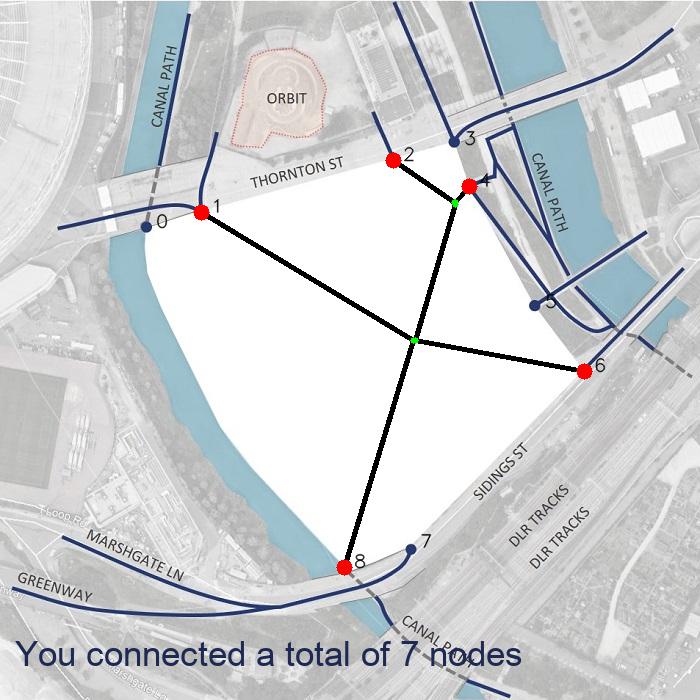 CANAL PATH
ORBIT
THORNTON ST
2
3
4
CANAL PATH
1
0
5
6
SIDINGS ST
DLR TRACKS
DLR TRACKS
7
8
MARSHGATE LN
GREENWAY
CANAL PATH
You connected a total of 7 nodes